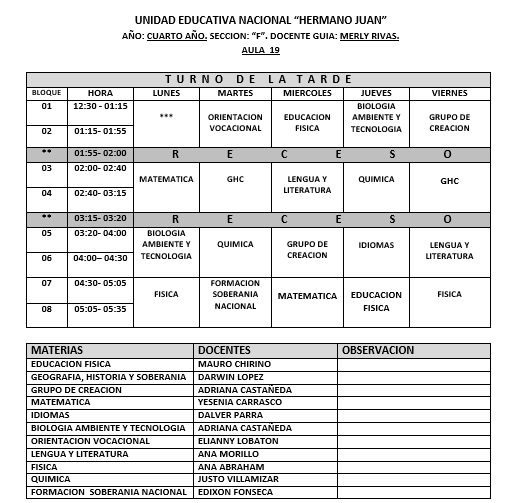 UNIDAD EDUCATIVA NACIONAL “HERMANO JUAN”
AÑO: CUARTO AÑO. SECCION: “F”. DOCENTE GUIA: MERLY RIVAS.
AULA 19
TURNO DE LA TARDE
BLOQUE HORA LUNES MARTES MIERCOLES JUEVES VIERNES
01 12:30 - 01:15
02 01:15- 01:55
***
ORIENTACION
VOCACIONAL
EDUCACION
FISICA
BIOLOGIA
AMBIENTE Y
TECNOLOGIA
GRUPO DE
CREACION
** 01:55- 02:00 R E C E S O
03 02:00- 02:40
04 02:40- 03:15
MATEMATICA
GHC
LENGUA Y
LITERATURA
QUIMICA
GHC
** 03:15- 03:20 R E C E S O
05 03:20- 04:00
06 04:00– 04:30
BIOLOGIA
AMBIENTE Y
TECNOLOGIA
QUIMICA
GRUPO DE
CREACION
IDIOMAS
LENGUA Y
LITERATURA
07 04:30- 05:05
08 05:05- 05:35
FISICA
FORMACION
SOBERANIA
NACIONAL
MATEMATICA
EDUCACION
FISICA
FISICA
MATERIAS DOCENTES OBSERVACION
EDUCACION FISICA MAURO CHIRINO
GEOGRAFIA, HISTORIA Y SOBERANIA DARWIN LOPEZ
GRUPO DE CREACION ADRIANA CASTAÑEDA
MATEMATICA YESENIA CARRASCO
IDIOMAS DALVER PARRA
BIOLOGIA AMBIENTE Y TECNOLOGIA ADRIANA CASTAÑEDA
ORIENTACION VOCACIONAL ELIANNY LOBATON
LENGUA Y LITERATURA ANA MORILLO
FISICA ANA ABRAHAM
QUIMICA JUSTO VILLAMIZAR
FORMACION SOBERANIA NACIONAL EDIXON FONSECA